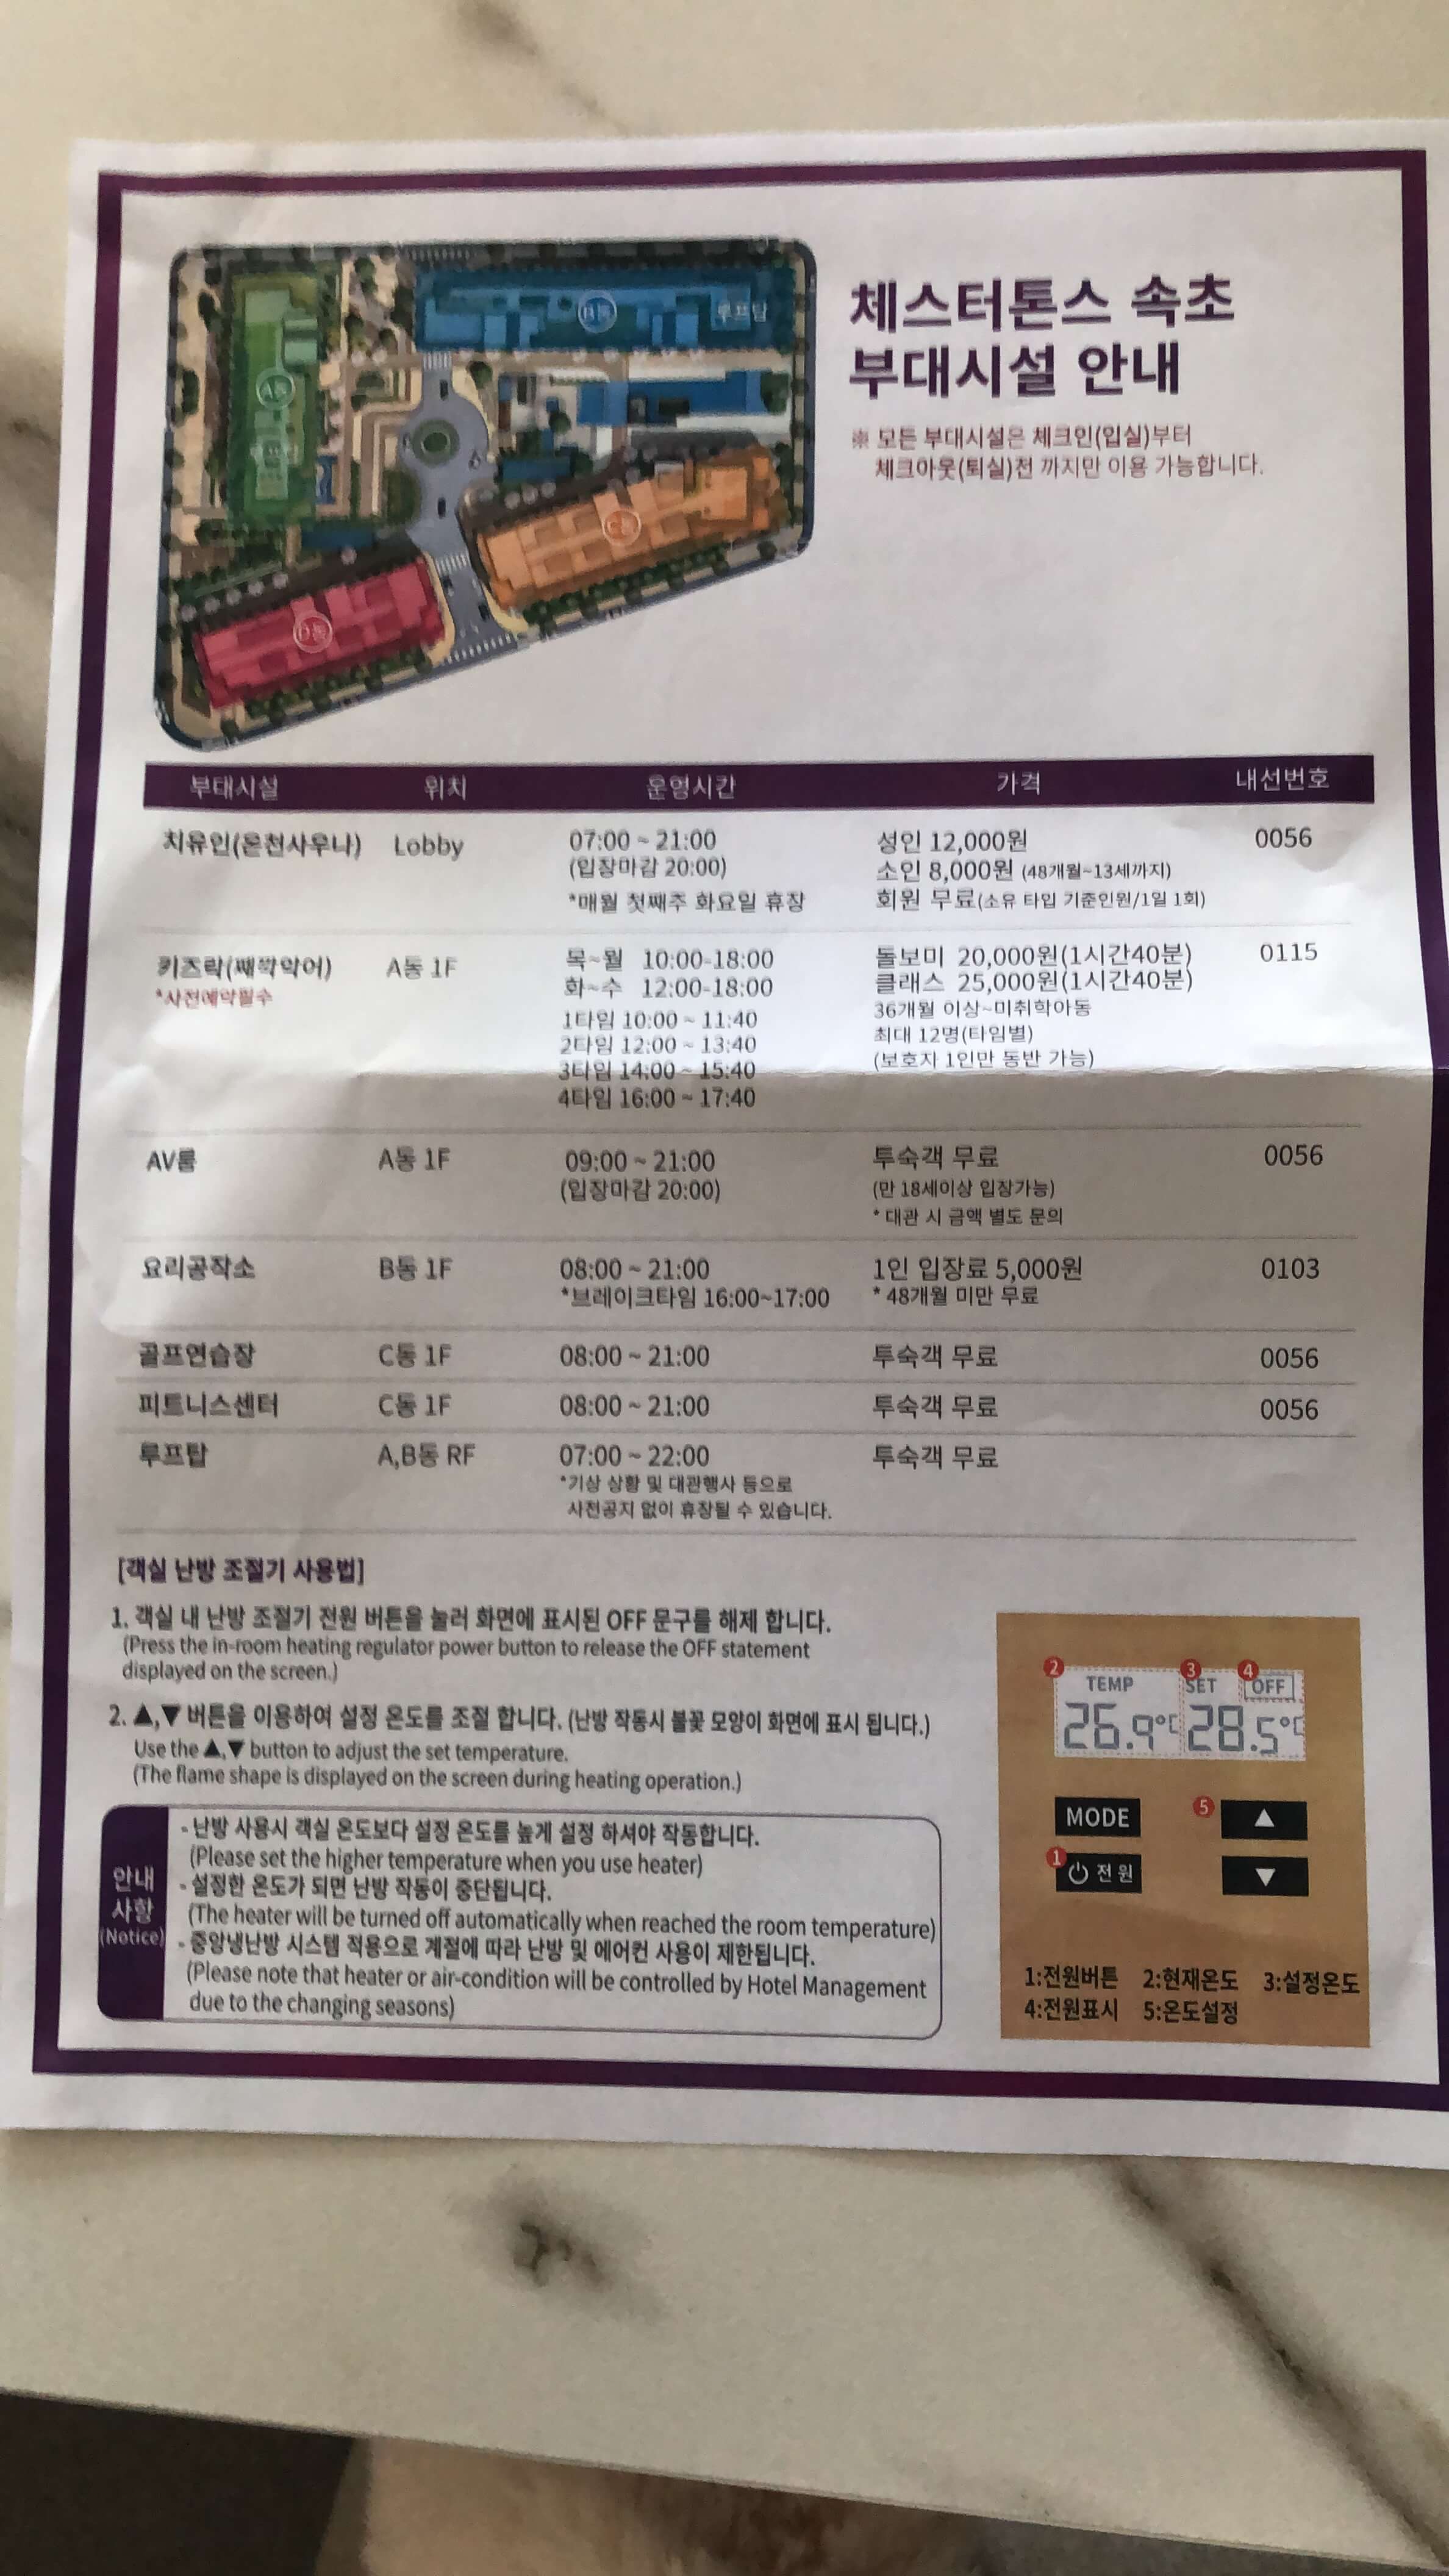 체스터톤스 속초
부대시설 안내
※ 모든 부대시설은 체크인(입실)부터
체크아웃(퇴실)전 까지만 이용 가능합니다.
A동
B동
루프탑
D동
부대시설 위치 운영시간 가격 내선번호
치유인(온천사우나) Lobby 07:00 ~ 21:00 성인 12,000원 0056
(입장마감 20:00) 소인 8,000원 (48개월~13세까지)
*매월 첫째주 화요일 휴장 회원 무료(소유 타입 기준인원/1일 1회)
키즈락(째깍악어) A동 1F 목~월 10:00-18:00 돌보미 20,000원(1시간40분) 0115
*사전예약필수 화~수 12:00-18:00 클래스 25,000원(1시간40분)
1타임 10:00 ~ 11:40 36개월 이상~미취학아동
2타임 12:00 ~ 13:40 최대 12명(타임별)
3타임 14:00 ~ 15:40 (보호자 1인만 동반 가능)
4타임 16:00 ~ 17:40
AV룸 A동 1F 09:00 ~ 21:00 투숙객 무료 0056
(입장마감 20:00) (만 18세이상 입장가능)
* 대관 시 금액 별도 문의
요리공작소 B동 1F 08:00 ~ 21:00 1인 입장료 5,000원 0103
*브레이크타임 16:00~17:00 * 48개월 미만 무료
골프연습장 C동 1F 08:00 ~ 21:00 투숙객 무료 0056
피트니스센터 C동 1F 08:00 ~ 21:00 투숙객 무료 0056
루프탑 A,B동 RF 07:00 ~ 22:00 투숙객 무료
*기상 상황 및 대관행사 등으로
사전공지 없이 휴장될 수 있습니다.
[객실 난방 조절기 사용법]
1. 객실 내 난방 조절기 전원 버튼을 눌러 화면에 표시된 OFF 문구를 해제 합니다.
(Press the in-room heating regulator power button to release the OFF statement
displayed on the screen.)
2. ▲,▼ 버튼을 이용하여 설정 온도를 조절 합니다. (난방 작동시 불꽃 모양이 화면에 표시 됩니다.)
Use the ▲,▼ button to adjust the set temperature.
(The flame shape is displayed on the screen during heating operation.)
안내
사항
(Notice)
- 난방 사용시 객실 온도보다 설정 온도를 높게 설정 하셔야 작동합니다.
(Please set the higher temperature when you use heater)
- 설정한 온도가 되면 난방 작동이 중단됩니다.
(The heater will be turned off automatically when reached the room temperature)
- 중앙냉난방 시스템 적용으로 계절에 따라 난방 및 에어컨 사용이 제한됩니다.
(Please note that heater or air-condition will be controlled by Hotel Management
due to the changing seasons)
2 3 4
TEMP SET OFF
26.9℃ 28.5℃
MODE 5 ▲
1 전원 ▼
1:전원버튼 2:현재온도 3:설정온도
4:전원표시 5:온도설정